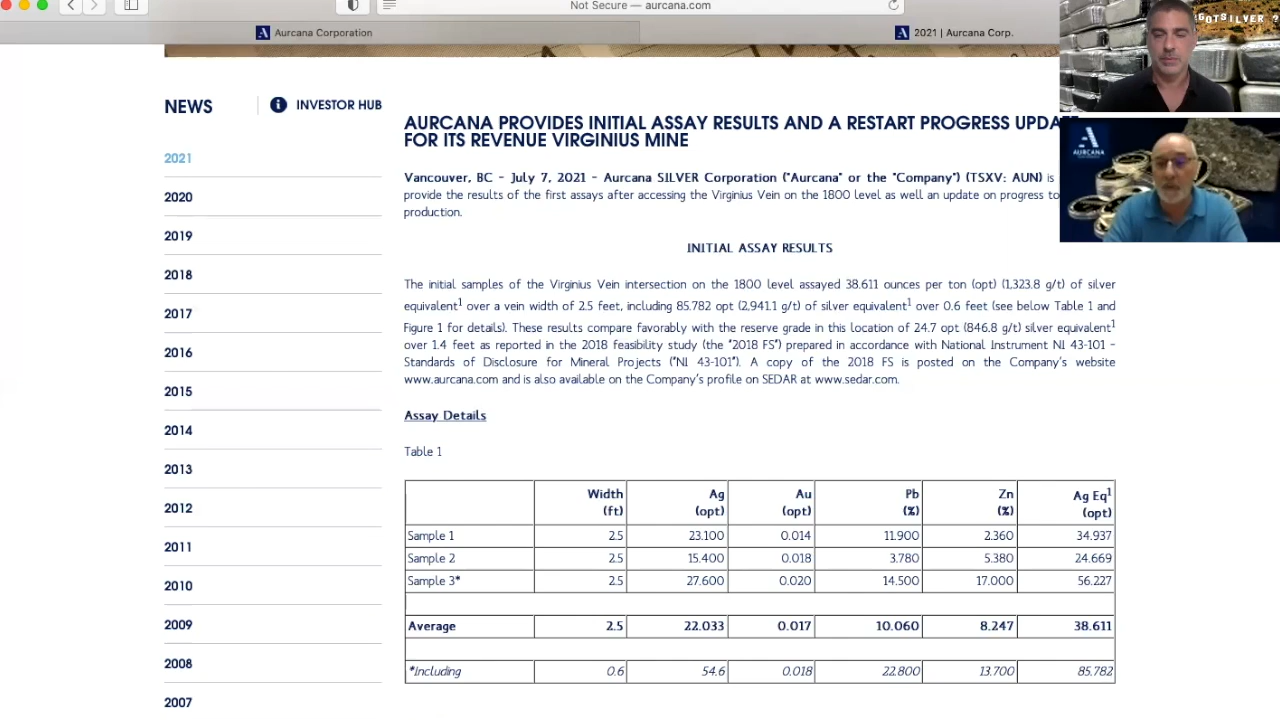 Not Secure — aurcana.com
Aurcana Corporation
2021 | Aurcana Corp.
GOTSILVER ?
AURCANA
NEWS
INVESTOR HUB
2021
2020
2019
2018
2017
2016
2015
2014
2013
2012
2011
2010
2009
2008
2007
AURCANA PROVIDES INITIAL ASSAY RESULTS AND A RESTART PROGRESS UPDATE
FOR ITS REVENUE VIRGINIUS MINE
Vancouver, BC – July 7, 2021 – Aurcana SILVER Corporation ("Aurcana" or the "Company") (TSXV: AUN) is
provide the results of the first assays after accessing the Virginius Vein on the 1800 level as well an update on progress to
production.
INITIAL ASSAY RESULTS
The initial samples of the Virginius Vein intersection on the 1800 level assayed 38.611 ounces per ton (opt) (1,323.8 g/t) of silver
equivalent1 over a vein width of 2.5 feet, including 85.782 opt (2,941.1 g/t) of silver equivalent1 over 0.6 feet (see below Table 1 and
Figure 1 for details). These results compare favorably with the reserve grade in this location of 24.7 opt (846.8 g/t) silver equivalent1
over 1.4 feet as reported in the 2018 feasibility study (the "2018 FS") prepared in accordance with National Instrument NI 43-101 -
Standards of Disclosure for Mineral Projects ("NI 43-101"). A copy of the 2018 FS is posted on the Company's website
www.aurcana.com and is also available on the Company's profile on SEDAR at www.sedar.com.
Assay Details
Table 1
Width (ft) Ag (opt) Au (opt) Pb (%) Zn (%) Ag Eq1 (opt)
Sample 1 2.5 23.100 0.014 11.900 2.360 34.937
Sample 2 2.5 15.400 0.018 3.780 5.380 24.669
Sample 3* 2.5 27.600 0.020 14.500 17.000 56.227
Average 2.5 22.033 0.017 10.060 8.247 38.611
*Including 0.6 54.6 0.018 22.800 13.700 85.782